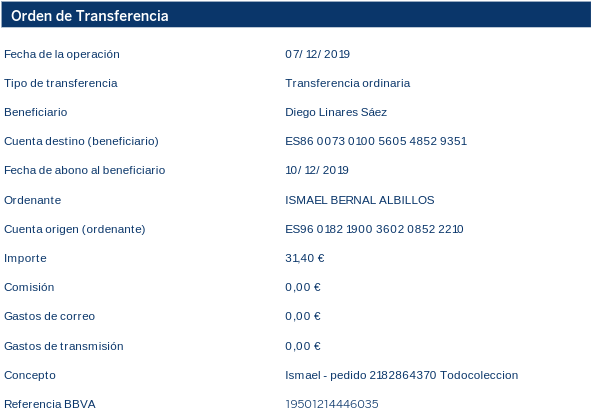 Orden de Transferencia
Fecha de la operación 07/ 12/ 2019
Tipo de transferencia Transferencia ordinaria
Beneficiario Diego Linares Sáez
Cuenta destino (beneficiario) ES86 0073 0100 5605 4852 9351
Fecha de abono al beneficiario 10/ 12/ 2019
Ordenante ISMAEL BERNAL ALBILLOS
Cuenta origen (ordenante) ES96 0182 1900 3602 0852 2210
Importe 31,40 €
Comisión 0,00 €
Gastos de correo 0,00 €
Gastos de transmisión 0,00 €
Concepto Ismael - pedido 2182864370 Todocoleccion
Referencia BBVA 19501214446035